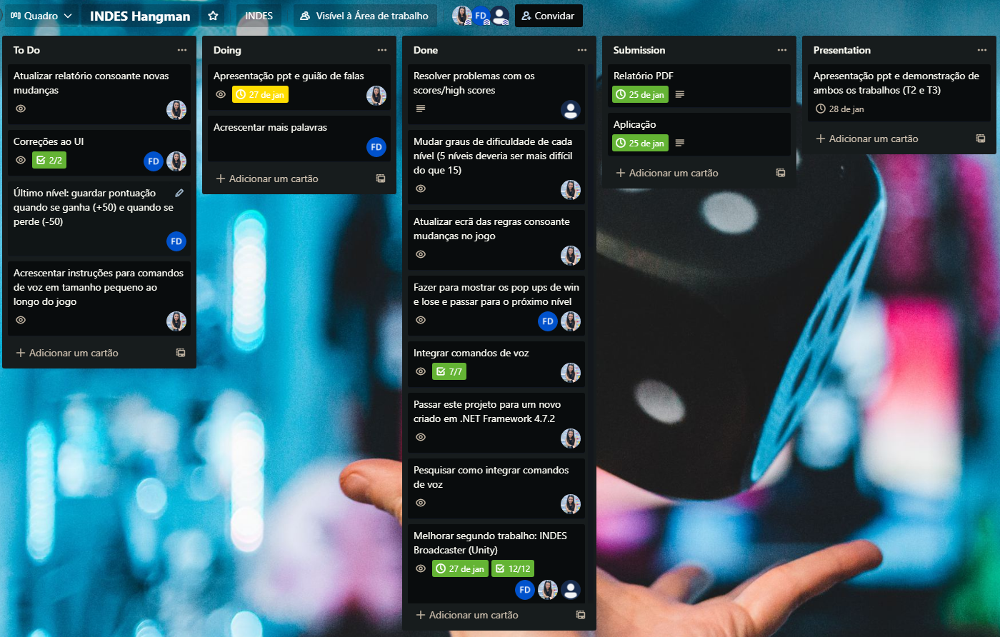 Quadro
INDES Hangman
INDES
Visível à Área de trabalho
FD
Convidar
To Do
Atualizar relatório consoante novas
mudanças
Correções ao UI
2/2
FD
Último nível: guardar pontuação
quando se ganha (+50) e quando se
perde (-50)
FD
Acrescentar instruções para comandos
de voz em tamanho pequeno ao
longo do jogo
Adicionar um cartão
Doing
Apresentação ppt e guião de falas
27 de jan
Acrescentar mais palavras
FD
Adicionar um cartão
Done
Resolver problemas com os
scores/high scores
Mudar graus de dificuldade de cada
nível (5 níveis deveria ser mais difícil
do que 15)
Atualizar ecrã das regras consoante
mudanças no jogo
Fazer para mostrar os pop ups de win
e lose e passar para o próximo nível
FD
Integrar comandos de voz
7/7
Passar este projeto para um novo
criado em .NET Framework 4.7.2
Pesquisar como integrar comandos
de voz
Melhorar segundo trabalho: INDES
Broadcaster (Unity)
27 de jan
12/12
FD
Adicionar um cartão
Submission
Relatório PDF
25 de jan
Aplicação
25 de jan
Adicionar um cartão
Presentation
Apresentação ppt e demonstração de
ambos os trabalhos (T2 e T3)
28 de jan
Adicionar um cartão